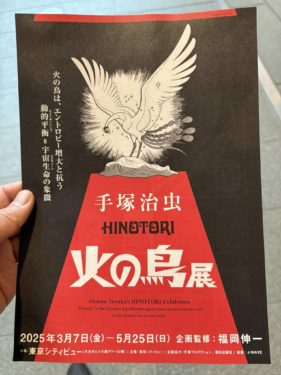 火の鳥は、エントロピー増大と抗う
動的平衡=宇宙生命の象徴
手塚治虫
HINOTORI
火の鳥展
Osamu Tezuka's HINOTORI Exhibition
2025年3月7日(金)―5月25日(日) 企画監修:福岡伸一
東京シティビュー
J-WAVE